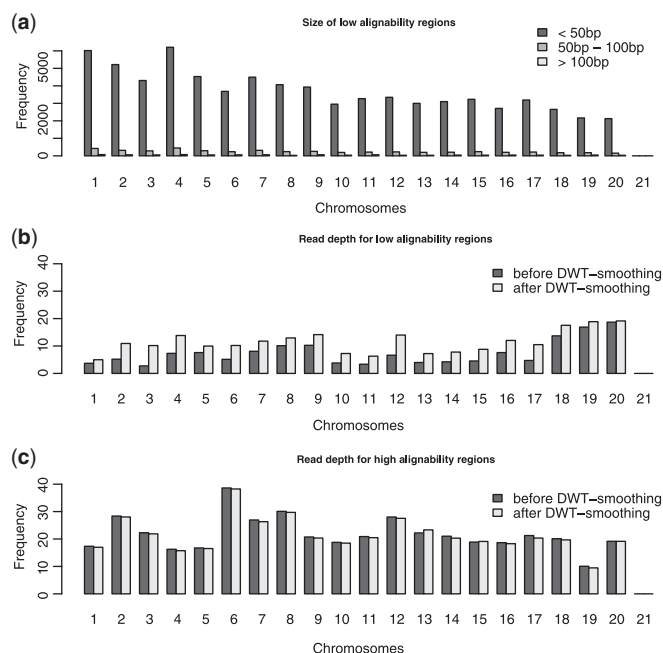 (a)
Size of low alignability regions
< 50bp
50bp − 100bp
> 100bp
Frequency
5000
2000
0
1 2 3 4 5 6 7 8 9 10 11 12 13 14 15 16 17 18 19 20 21
Chromosomes
(b)
Read depth for low alignability regions
before DWT−smoothing
after DWT−smoothing
Frequency
40
30
20
10
0
1 2 3 4 5 6 7 8 9 10 11 12 13 14 15 16 17 18 19 20 21
Chromosomes
(c)
Read depth for high alignability regions
before DWT−smoothing
after DWT−smoothing
Frequency
40
30
20
10
0
1 2 3 4 5 6 7 8 9 10 11 12 13 14 15 16 17 18 19 20 21
Chromosomes